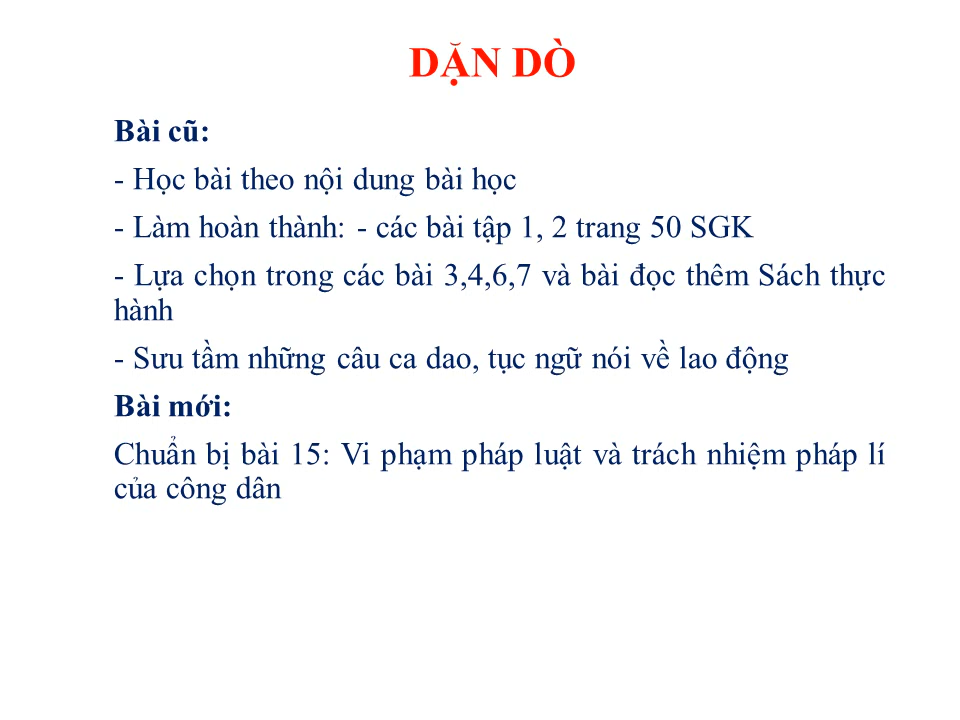 DẶN DÒ
Bài cũ:
- Học bài theo nội dung bài học
- Làm hoàn thành: - các bài tập 1, 2 trang 50 SGK
- Lựa chọn trong các bài 3,4,6,7 và bài đọc thêm Sách thực
hành
- Sưu tầm những câu ca dao, tục ngữ nói về lao động
Bài mới:
Chuẩn bị bài 15: Vi phạm pháp luật và trách nhiệm pháp lí
của công dân